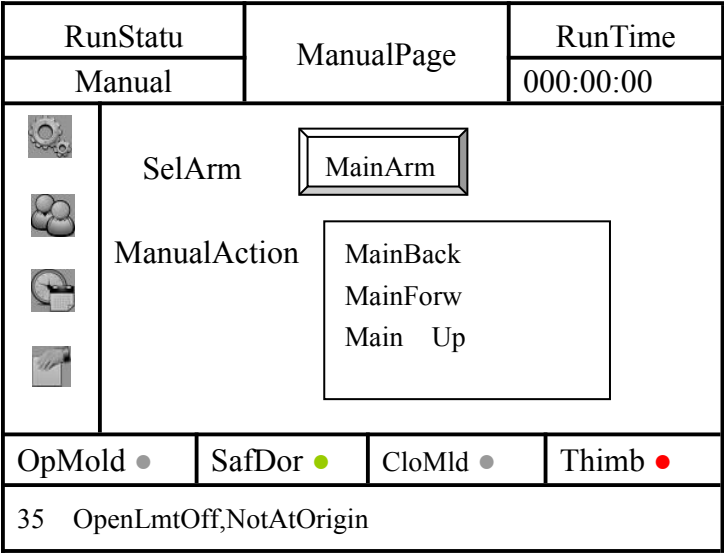 RunStatu
ManualPage
RunTime
Manual
000:00:00
SelArm
MainArm
ManualAction
MainBack
MainForw
Main Up
OpMold
SafDor
CloMld
Thimb
35 OpenLmtOff,NotAtOrigin